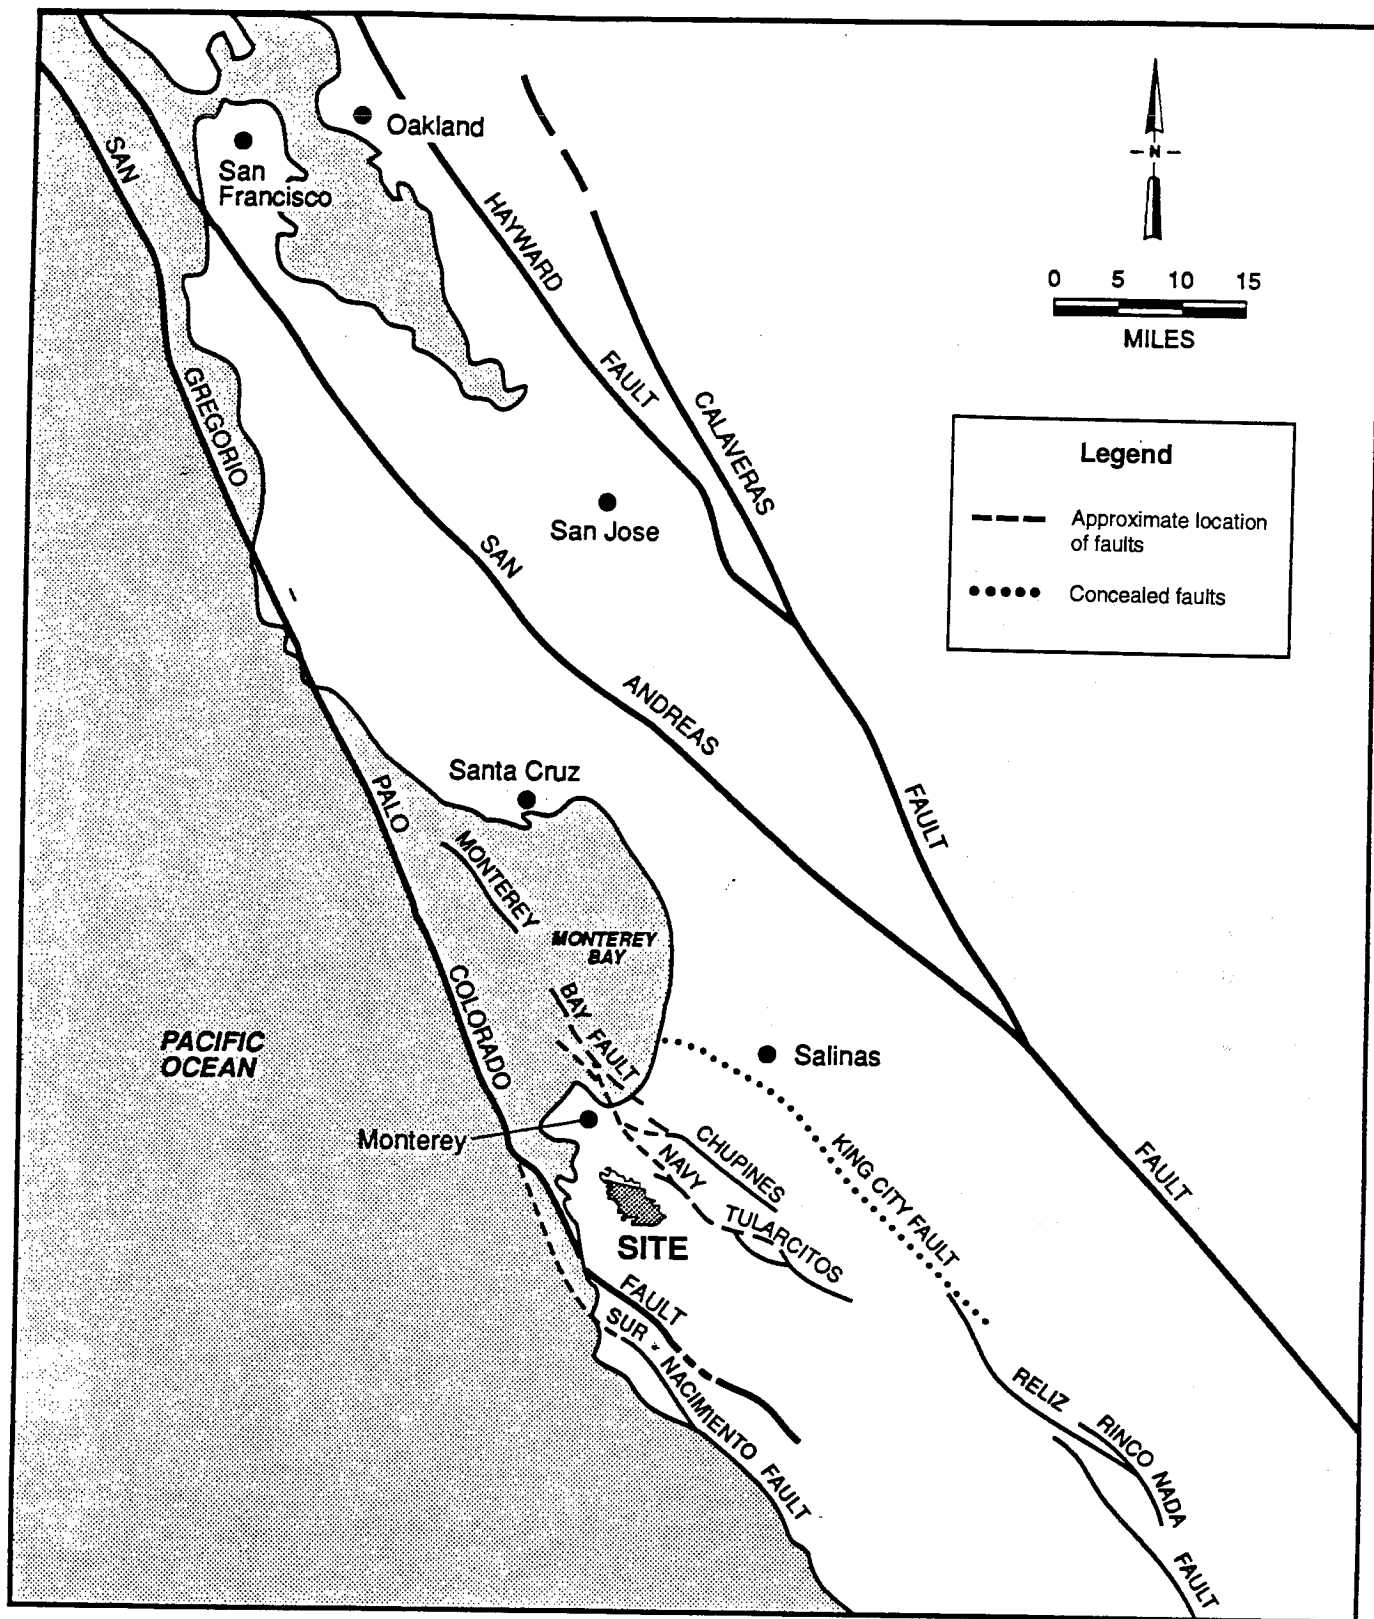 Oakland
San
Francisco
SAN
GREGORIO
HAYWARD
FAULT
CALAVERAS
FAULT
N
0 5 10 15
MILES
Legend
Approximate location
of faults
Concealed faults
San Jose
SAN
ANDREAS
FAULT
Santa Cruz
PALO
COLORADO
FAULT
MONTEREY
BAY FAULT
MONTEREY
BAY
PACIFIC
OCEAN
Salinas
Monterey
CHUPINES
NAVY
TULARCITOS
KING CITY FAULT
SITE
SUR - NACIMIENTO FAULT
RELIZ
RINCO NADA
FAULT